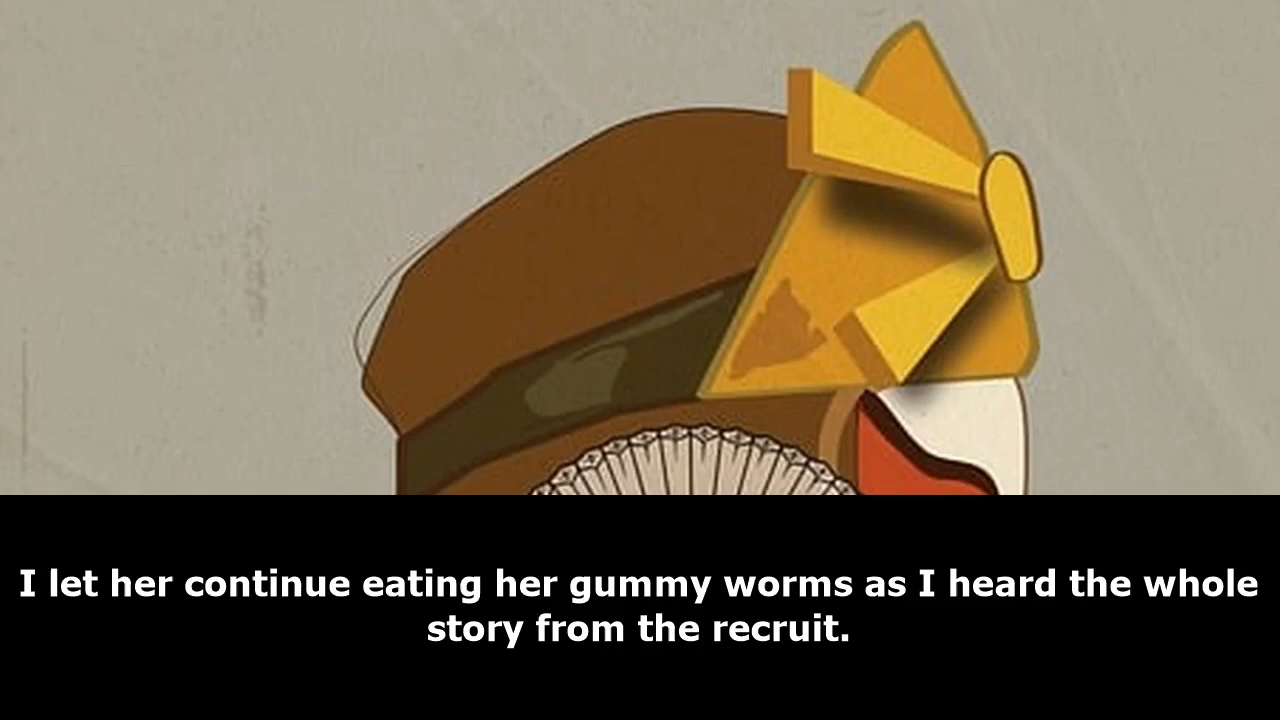 I let her continue eating her gummy worms as I heard the whole
story from the recruit.